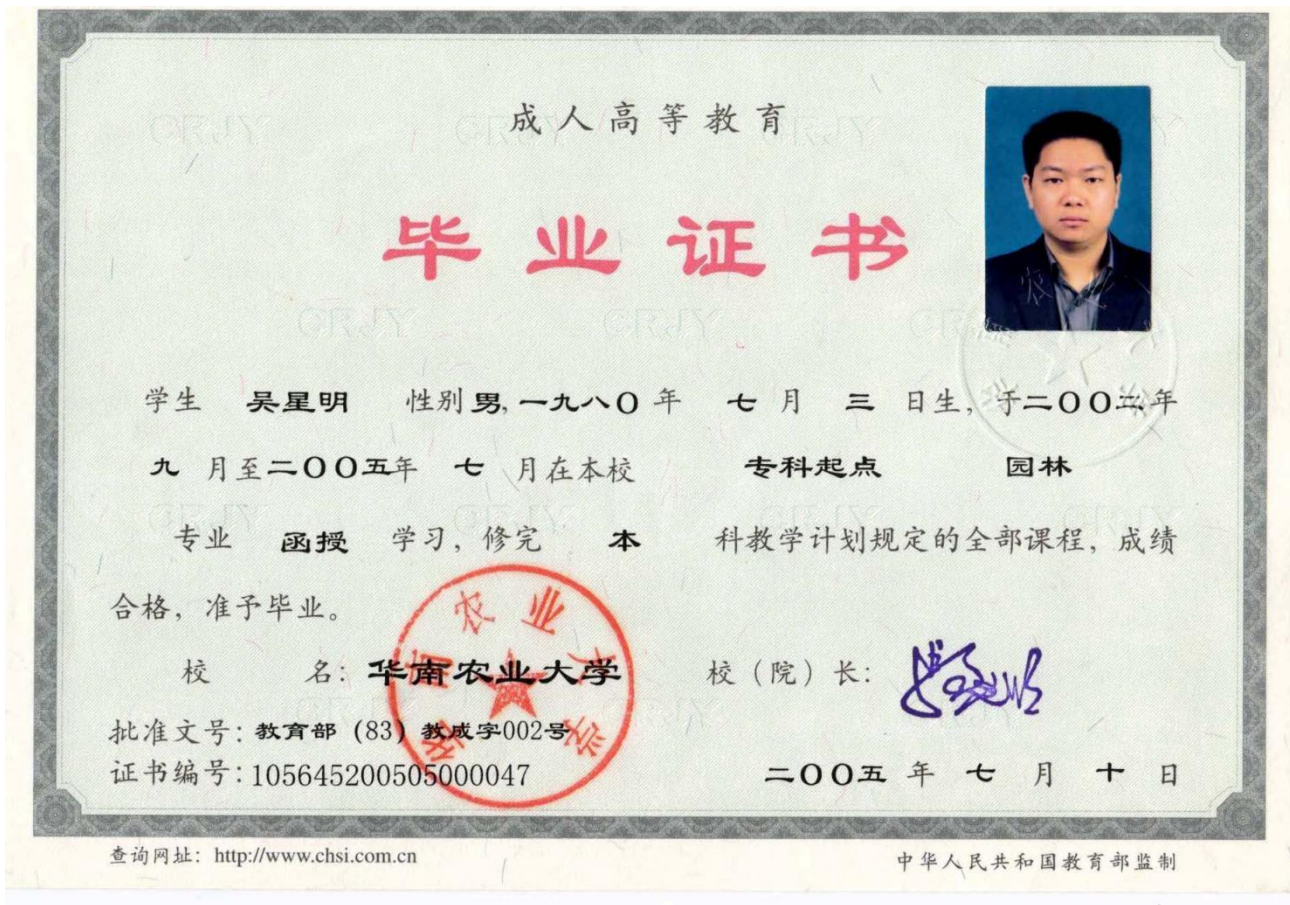 成人高等教育
毕业证书
学生 吴星明 性别 男, 一九八〇 年 七 月 三 日生, 于二〇〇二年
九 月至二〇〇五年 七 月在本校 专科起点 园林
专业 函授 学习, 修完 本 科教学计划规定的全部课程, 成绩
合格, 准予毕业。
校 名: 华南农业大学 校(院)长:
华南农业大学
批准文号: 教育部 (83) 教成字002号
证书编号: 105645200505000047 二〇〇五 年 七 月 十 日
查询网址: http://www.chsi.com.cn 中华人民共和国教育部监制